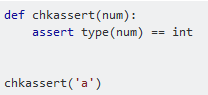 def chkassert(num):
    assert type(num) == int
chkassert('a')